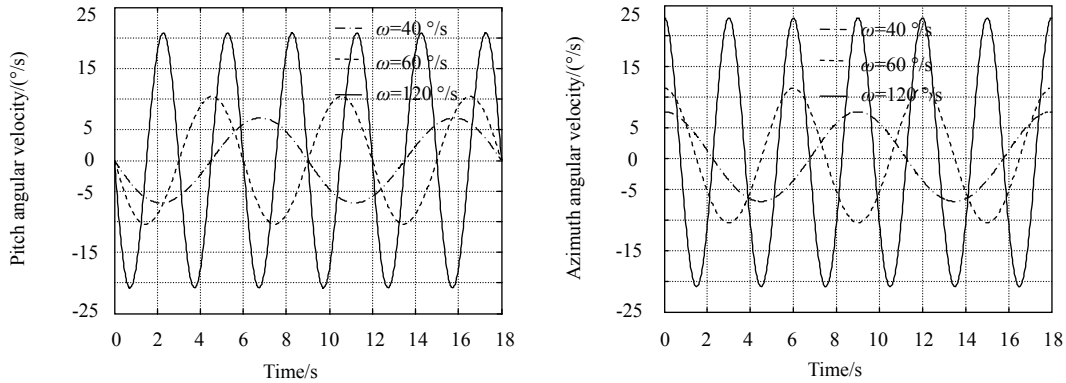 25
15
5
0
-5
-15
-25
Pitch angular velocity/(°/s)
ω=40 °/s
ω=60 °/s
ω=120 °/s
0 2 4 6 8 10 12 14 16 18
Time/s
25
15
5
0
-5
-15
-25
Azimuth angular velocity/(°/s)
ω=40 °/s
ω=60 °/s
ω=120 °/s
0 2 4 6 8 10 12 14 16 18
Time/s